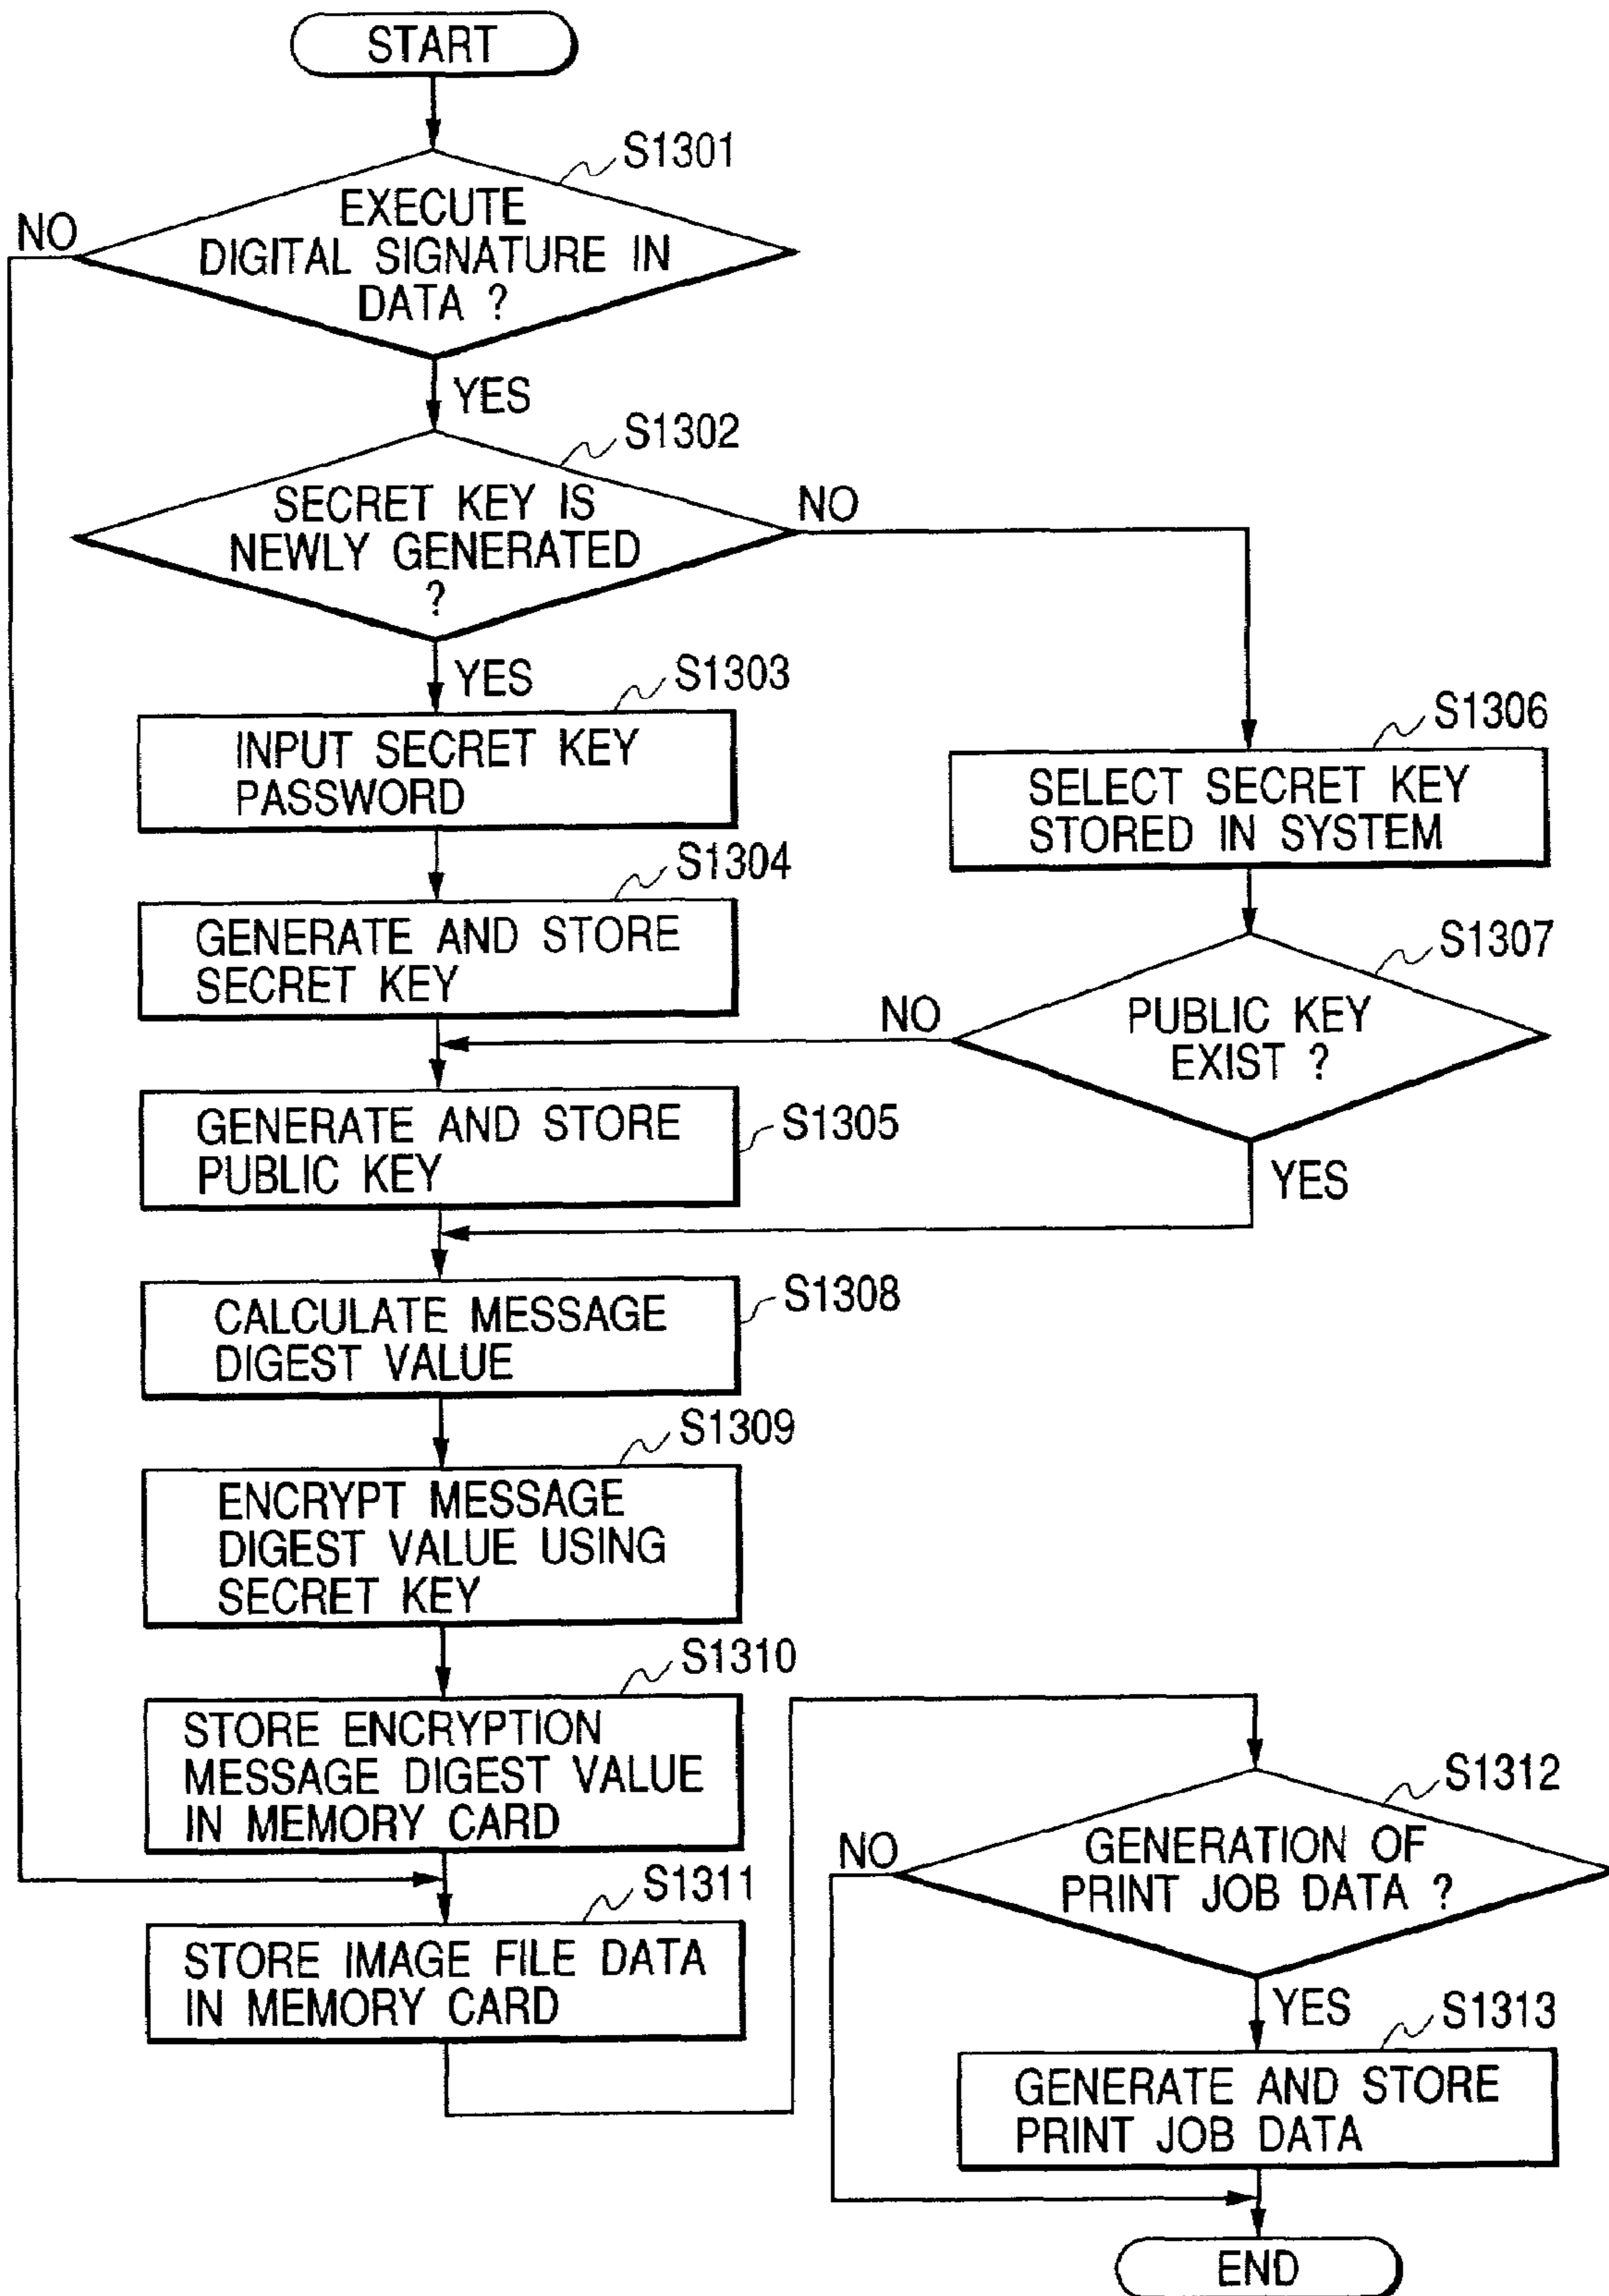 START
S1301
EXECUTE
DIGITAL SIGNATURE IN
DATA ?
NO
YES
S1302
SECRET KEY IS
NEWLY GENERATED
?
NO
YES
S1303
INPUT SECRET KEY
PASSWORD
S1304
GENERATE AND STORE
SECRET KEY
S1306
SELECT SECRET KEY
STORED IN SYSTEM
S1307
PUBLIC KEY
EXIST ?
NO
YES
S1305
GENERATE AND STORE
PUBLIC KEY
S1308
CALCULATE MESSAGE
DIGEST VALUE
S1309
ENCRYPT MESSAGE
DIGEST VALUE USING
SECRET KEY
S1310
STORE ENCRYPTION
MESSAGE DIGEST VALUE
IN MEMORY CARD
S1311
STORE IMAGE FILE DATA
IN MEMORY CARD
S1312
GENERATION OF
PRINT JOB DATA ?
NO
YES
S1313
GENERATE AND STORE
PRINT JOB DATA
END